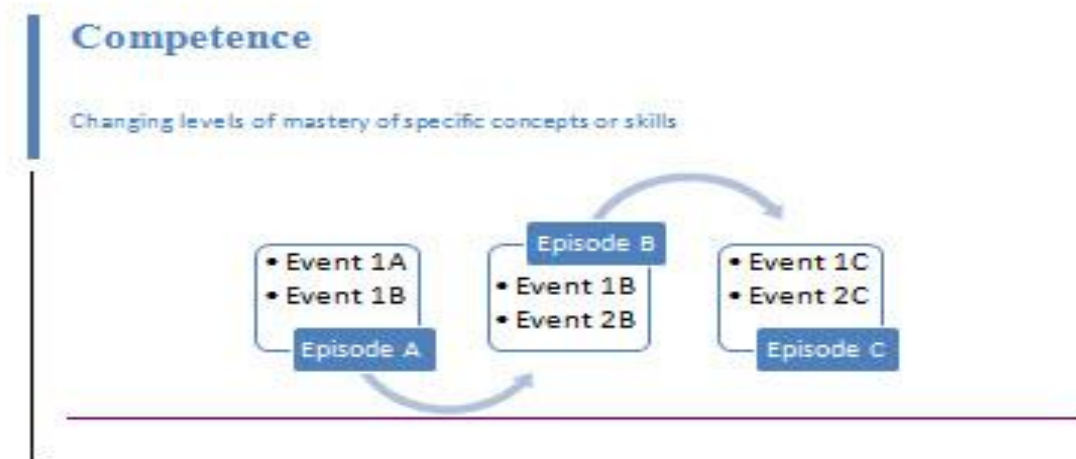 Competence
Changing levels of mastery of specific concepts or skills
• Event 1A
• Event 1B
Episode A
Episode B
• Event 1B
• Event 2B
• Event 1C
• Event 2C
Episode C